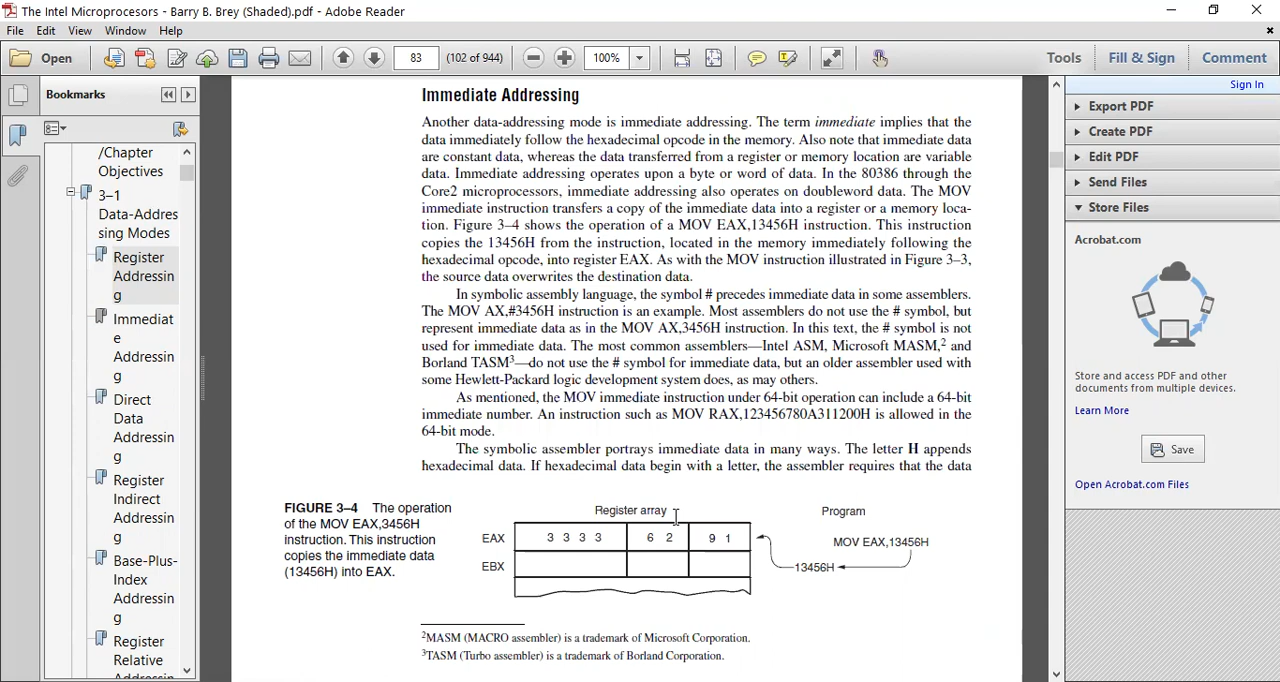 The Intel Microprocesors - Barry B. Brey (Shaded).pdf - Adobe Reader
File Edit View Window Help
Open 83 (102 of 944) 100% Tools Fill & Sign Comment
Sign In
Bookmarks
/Chapter
Objectives
3–1
Data-Addres
sing Modes
Register
Addressin
g
Immediat
e
Addressin
g
Direct
Data
Addressin
g
Register
Indirect
Addressin
g
Base-Plus-
Index
Addressin
g
Register
Relative
Addressin
Immediate Addressing
Another data-addressing mode is immediate addressing. The term immediate implies that the
data immediately follow the hexadecimal opcode in the memory. Also note that immediate data
are constant data, whereas the data transferred from a register or memory location are variable
data. Immediate addressing operates upon a byte or word of data. In the 80386 through the
Core2 microprocessors, immediate addressing also operates on doubleword data. The MOV
immediate instruction transfers a copy of the immediate data into a register or a memory loca-
tion. Figure 3–4 shows the operation of a MOV EAX,13456H instruction. This instruction
copies the 13456H from the instruction, located in the memory immediately following the
hexadecimal opcode, into register EAX. As with the MOV instruction illustrated in Figure 3–3,
the source data overwrites the destination data.
In symbolic assembly language, the symbol # precedes immediate data in some assemblers.
The MOV AX,#3456H instruction is an example. Most assemblers do not use the # symbol, but
represent immediate data as in the MOV AX,3456H instruction. In this text, the # symbol is not
used for immediate data. The most common assemblers—Intel ASM, Microsoft MASM,² and
Borland TASM³—do not use the # symbol for immediate data, but an older assembler used with
some Hewlett-Packard logic development system does, as may others.
As mentioned, the MOV immediate instruction under 64-bit operation can include a 64-bit
immediate number. An instruction such as MOV RAX,123456780A311200H is allowed in the
64-bit mode.
The symbolic assembler portrays immediate data in many ways. The letter H appends
hexadecimal data. If hexadecimal data begin with a letter, the assembler requires that the data
FIGURE 3–4 The operation
of the MOV EAX,3456H
instruction. This instruction
copies the immediate data
(13456H) into EAX.
Register array Program
EAX 3 3 3 3 6 2 9 1 MOV EAX,13456H
EBX 13456H
²MASM (MACRO assembler) is a trademark of Microsoft Corporation.
³TASM (Turbo assembler) is a trademark of Borland Corporation.
Export PDF
Create PDF
Edit PDF
Send Files
Store Files
Acrobat.com
Store and access PDF and other
documents from multiple devices.
Learn More
Save
Open Acrobat.com Files